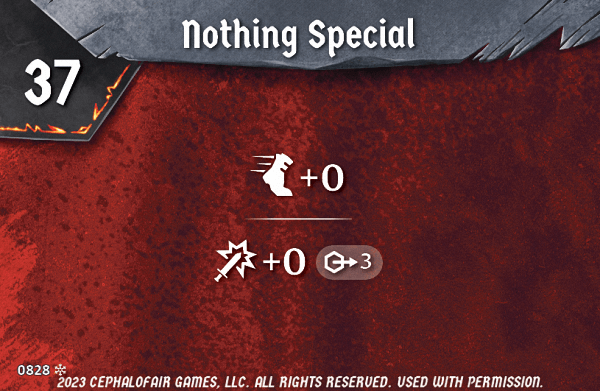 Nothing Special
37
+0
+0 3
0828
2023 CEPHALOFAIR GAMES, LLC. ALL RIGHTS RESERVED. USED WITH PERMISSION.